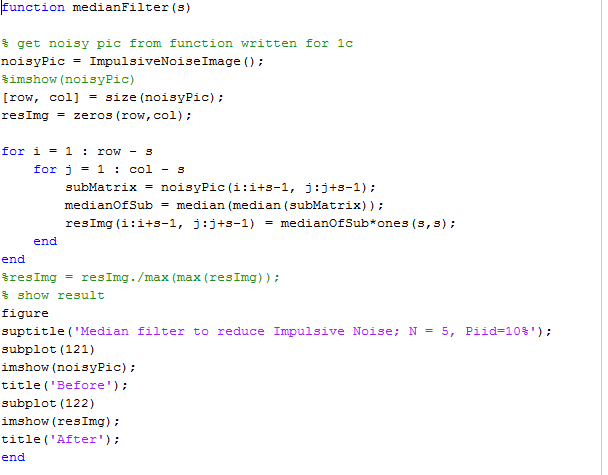 function medianFilter(s)
% get noisy pic from function written for 1c
noisyPic = ImpulsiveNoiseImage();
%imshow(noisyPic)
[row, col] = size(noisyPic);
resImg = zeros(row,col);
for i = 1 : row - s
for j = 1 : col - s
subMatrix = noisyPic(i:i+s-1, j:j+s-1);
medianOfSub = median(median(subMatrix));
resImg(i:i+s-1, j:j+s-1) = medianOfSub*ones(s,s);
end
end
%resImg = resImg./max(max(resImg));
% show result
figure
suptitle('Median filter to reduce Impulsive Noise; N = 5, Piid=10%');
subplot(121)
imshow(noisyPic);
title('Before');
subplot(122)
imshow(resImg);
title('After');
end